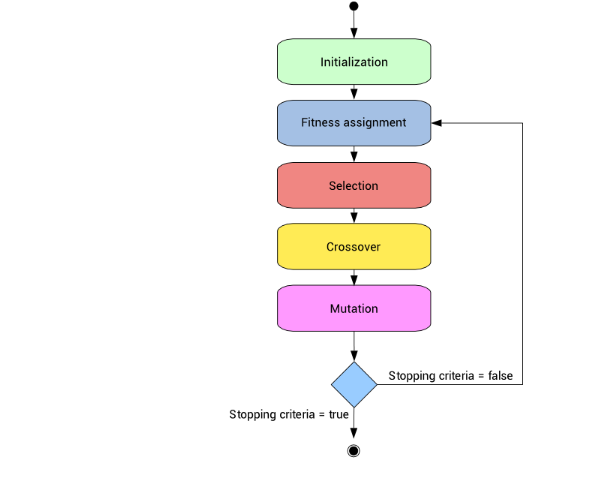 Initialization
Fitness assignment
Selection
Crossover
Mutation
Stopping criteria = false
Stopping criteria = true